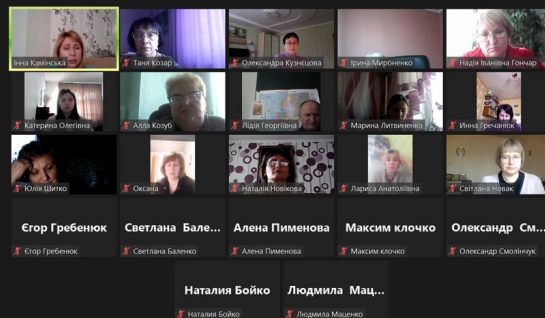 Інна Камінська
Таня Козар
Олександра Кузнєцова
Ірина Мироненко
Надія Іванівна Гончар
Катерина Олегівна
Алла Козуб
Лідія Георгіївна
Марина Литвиненко
Инна Гречанюк
Юлія Шитко
Оксана
Наталія Новікова
Лариса Анатоліївна
Світлана Новак
Єгор Гребенюк
Светлана Бале...
Алена Пименова
Максим клочко
Олександр См...
Єгор Гребенюк
Светлана Баленко
Алена Пименова
Максим клочко
Олександр Смолінчук
Наталия Бойко
Людмила Мац...
Наталия Бойко
Людмила Маценко